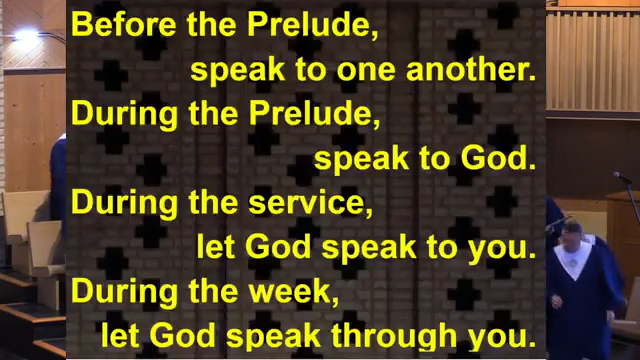 Before the Prelude,
speak to one another.
During the Prelude,
speak to God.
During the service,
let God speak to you.
During the week,
let God speak through you.